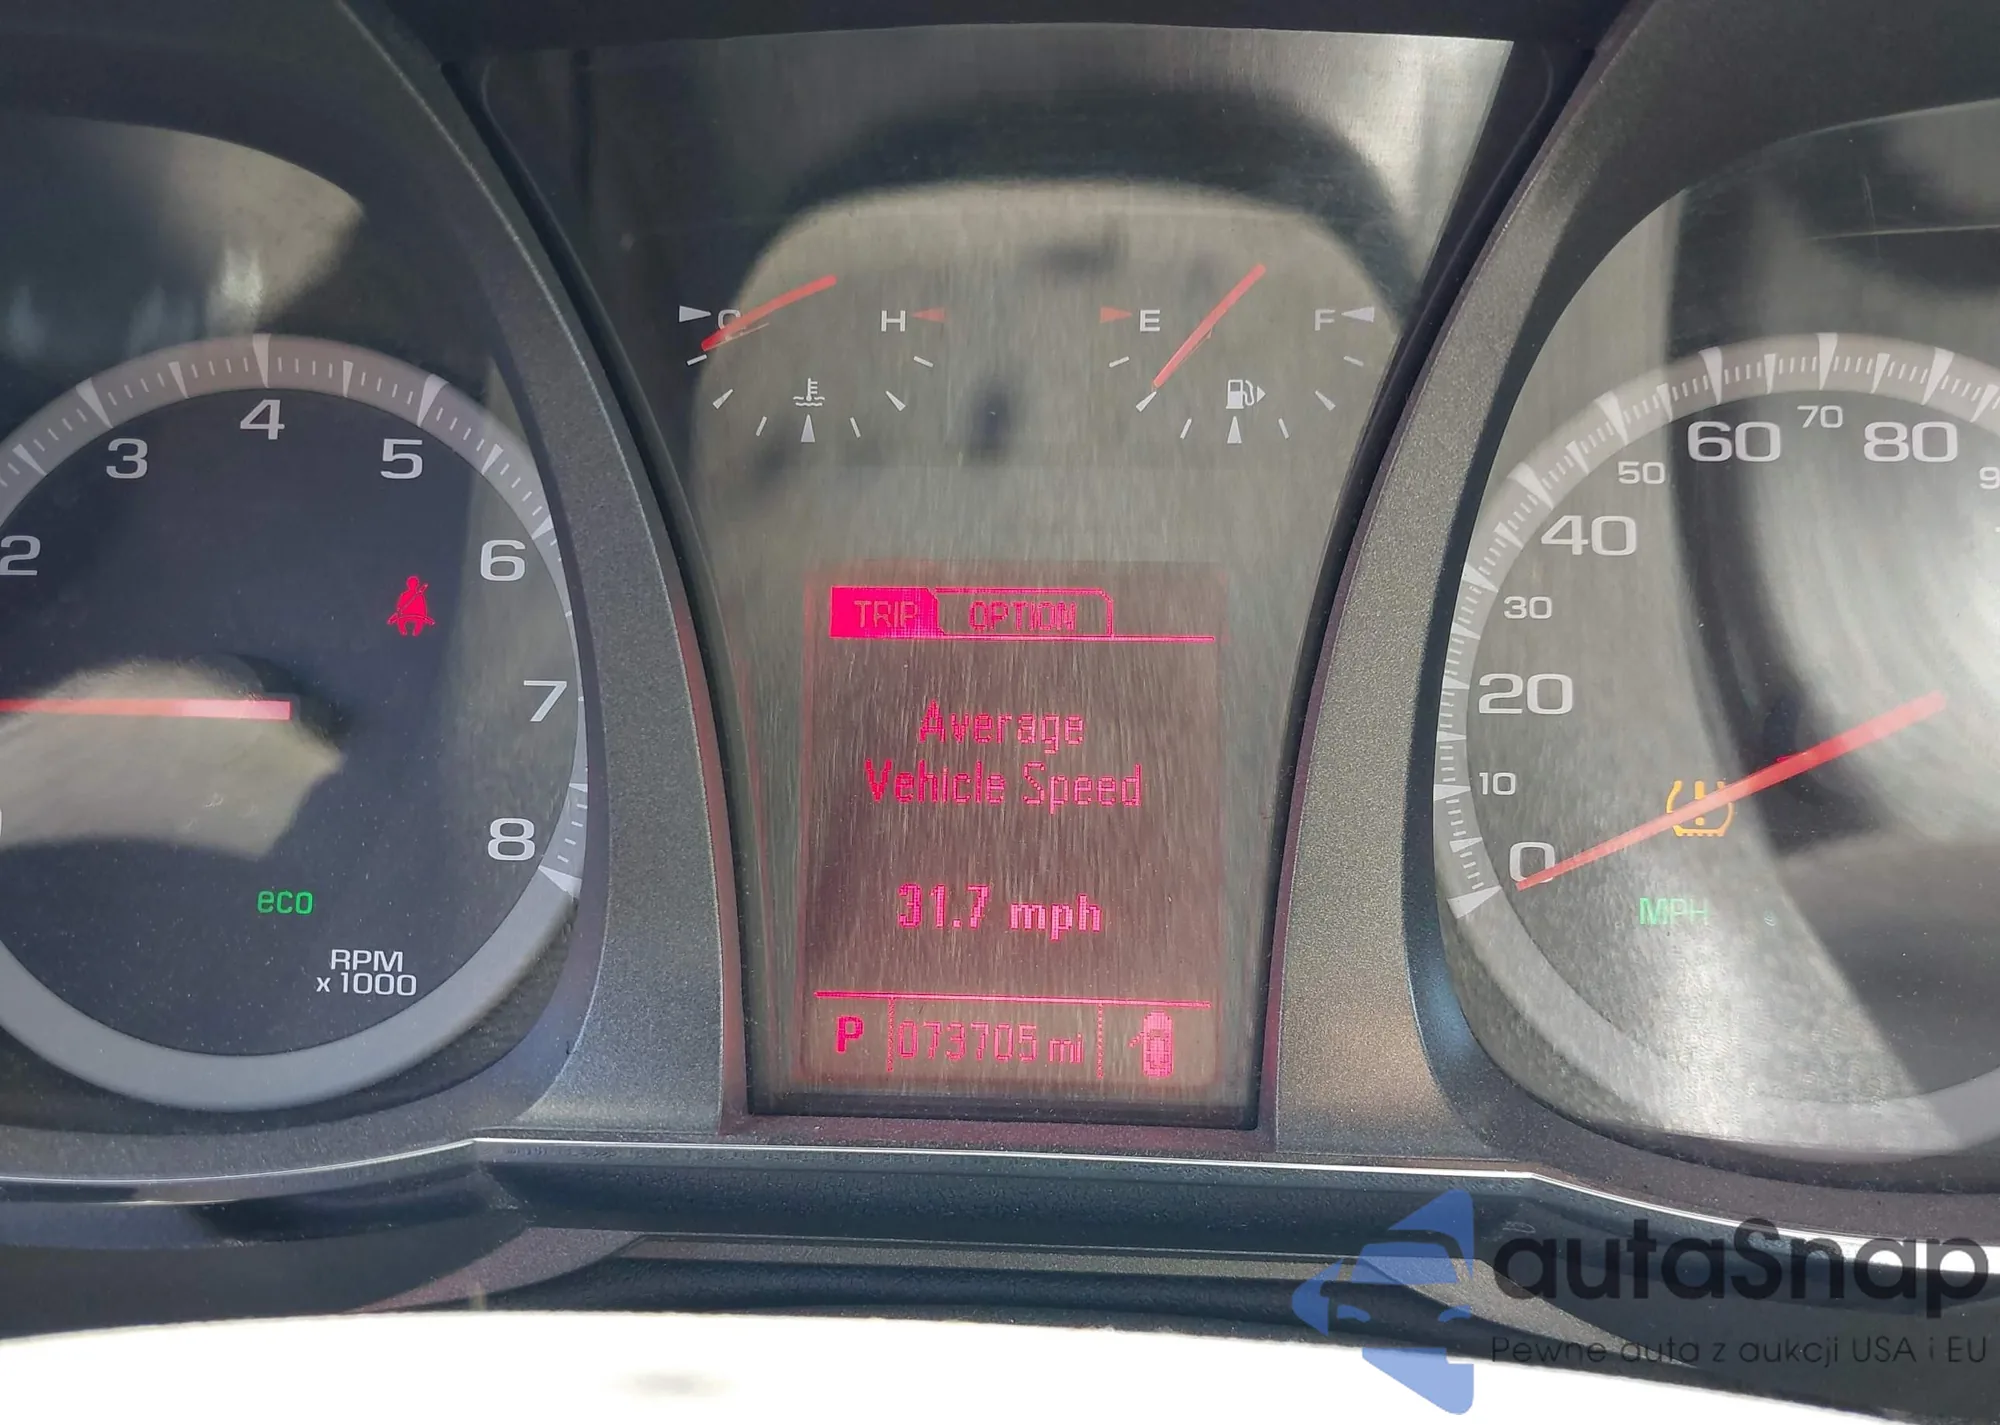 C H E F
2 3 4 5 6 7 8
eco
RPM
x 1000
TRIP OPTION
Average
Vehicle Speed
31.7 mph
P 073705 mi
0 10 20 30 40 50 60 70 80
MPH
autaSnap
Pewne auta z aukcji USA i EU